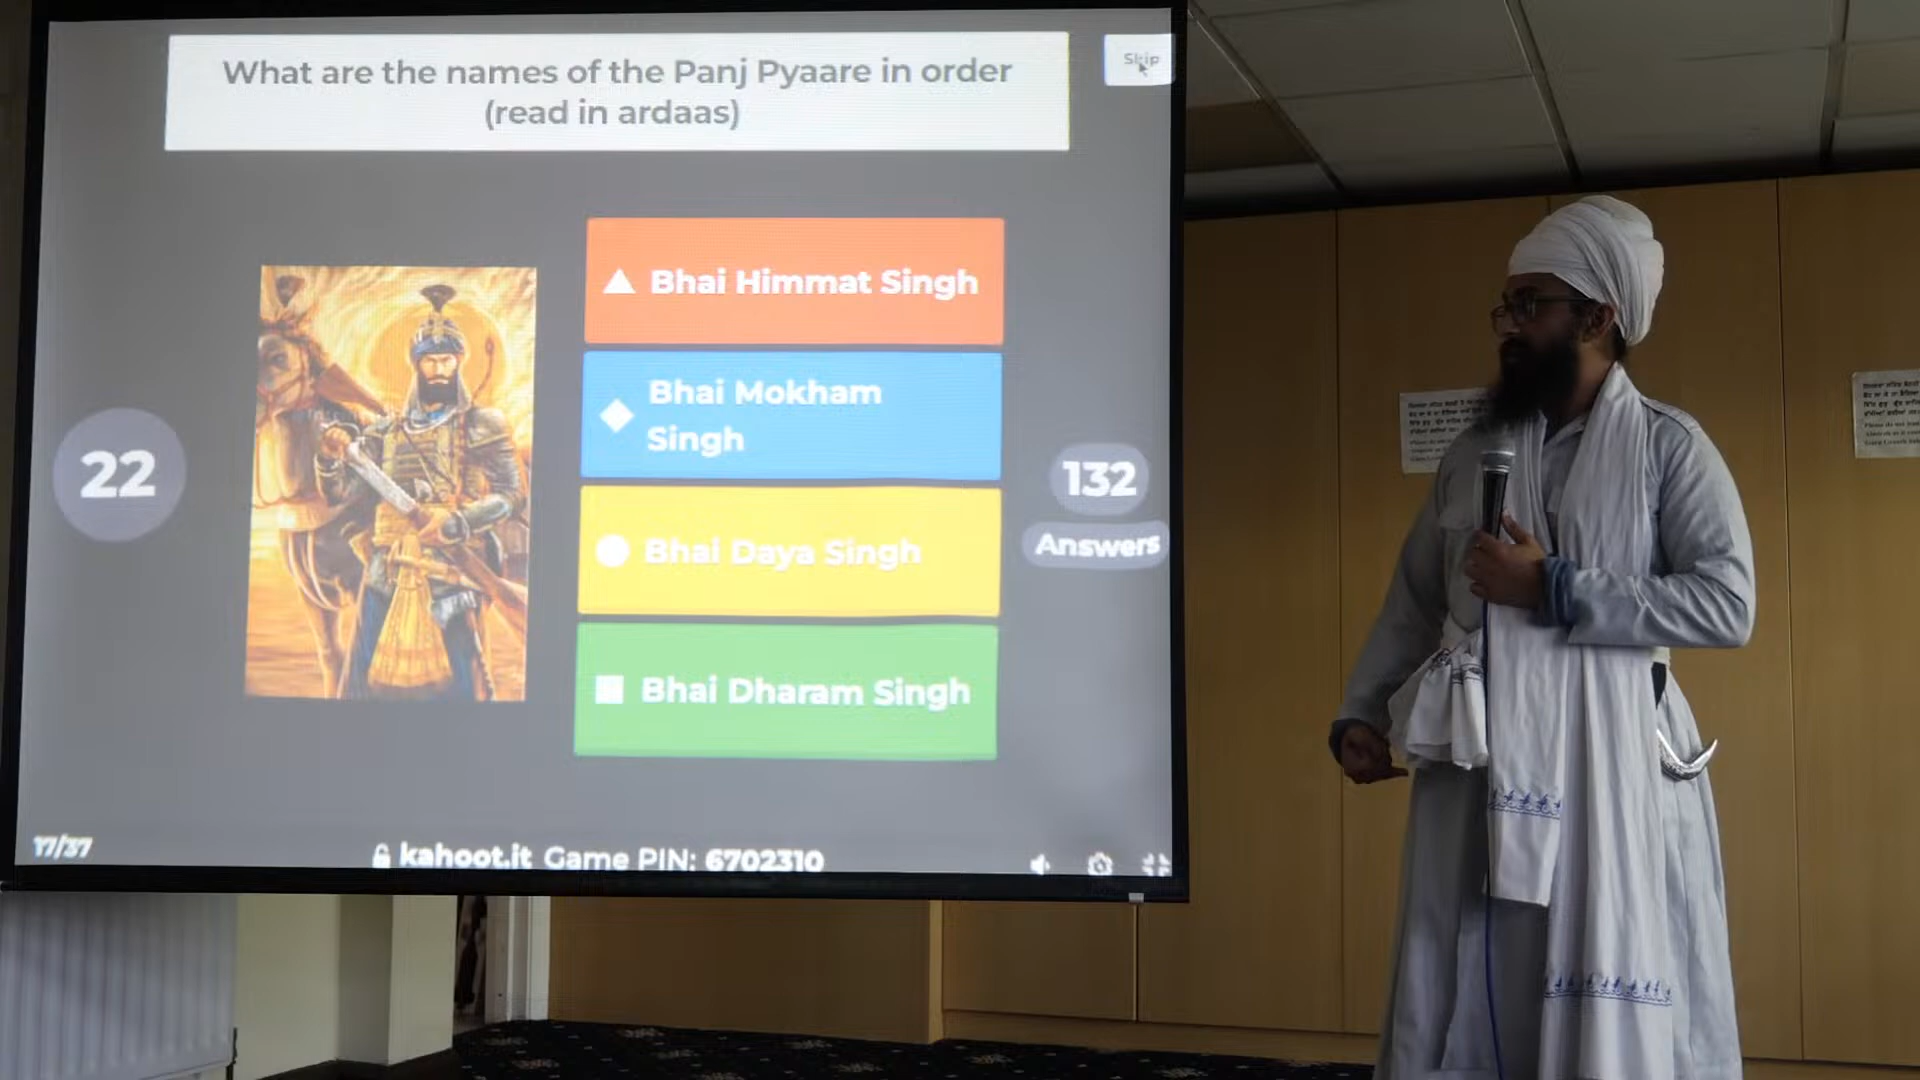 What are the names of the Panj Pyaare in order
(read in ardaas)
Skip
Bhai Himmat Singh
Bhai Mokham
Singh
Bhai Daya Singh
Bhai Dharam Singh
22
132
Answers
17/37
kahoot.it Game PIN: 6702310